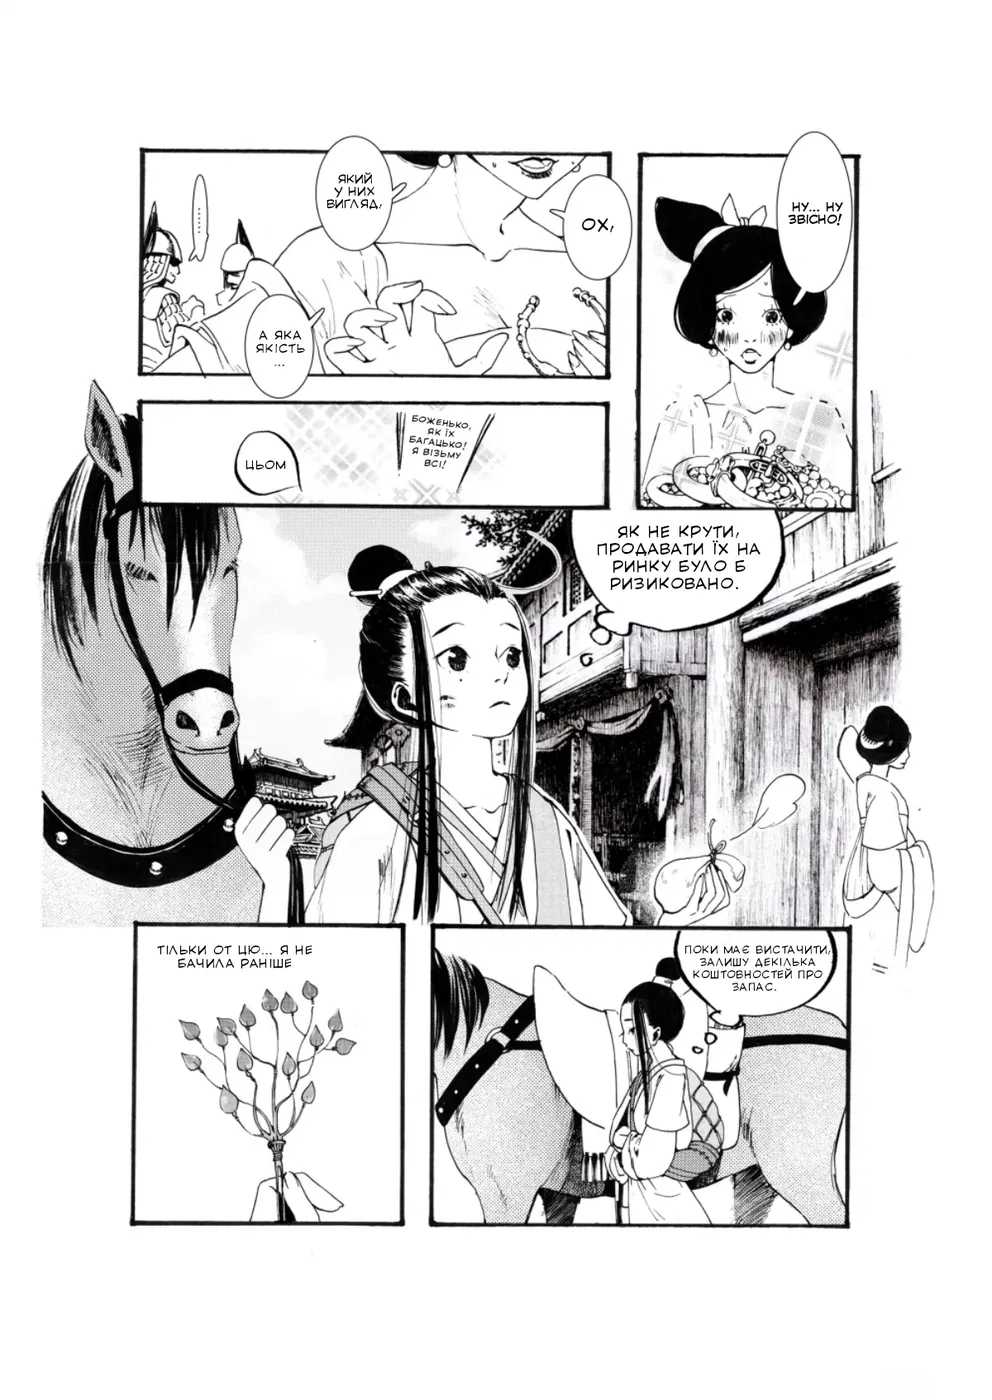 НУ... НУ
ЗВІСНО!
ОХ,
ЯКИЙ
У НИХ
ВИГЛЯД,
А ЯКА
ЯКІСТЬ
...
......
БОЖЕНЬКО,
ЯК ЇХ
БАГАЦЬКО!
Я ВІЗЬМУ
ВСІ!
ЦЬОМ
ЯК НЕ КРУТИ,
ПРОДАВАТИ ЇХ НА
РИНКУ БУЛО Б
РИЗИКОВАНО.
ПОКИ МАЄ ВИСТАЧИТИ,
ЗАЛИШУ ДЕКІЛЬКА
КОШТОВНОСТЕЙ ПРО
ЗАПАС.
ТІЛЬКИ ОТ ЦЮ... Я НЕ
БАЧИЛА РАНІШЕ